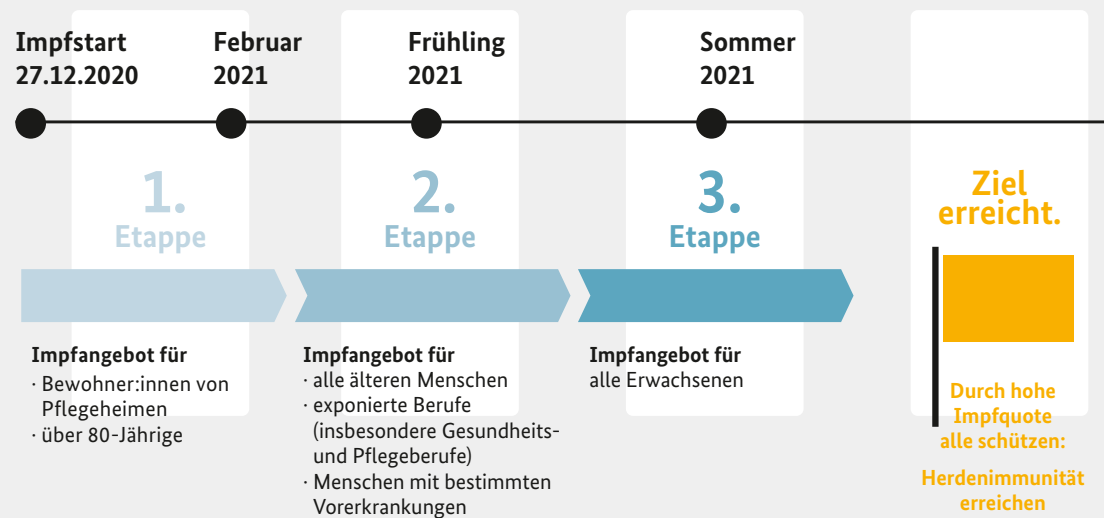 Impfstart
27.12.2020
Februar
2021
Frühling
2021
Sommer
2021
1.
Etappe
2.
Etappe
3.
Etappe
Ziel
erreicht.
Impfangebot für
· Bewohner:innen von
Pflegeheimen
· über 80-Jährige
Impfangebot für
· alle älteren Menschen
· exponierte Berufe
(insbesondere Gesundheits-
und Pflegeberufe)
· Menschen mit bestimmten
Vorerkrankungen
Impfangebot für
alle Erwachsenen
Durch hohe
Impfquote
alle schützen:
Herdenimmunität
erreichen